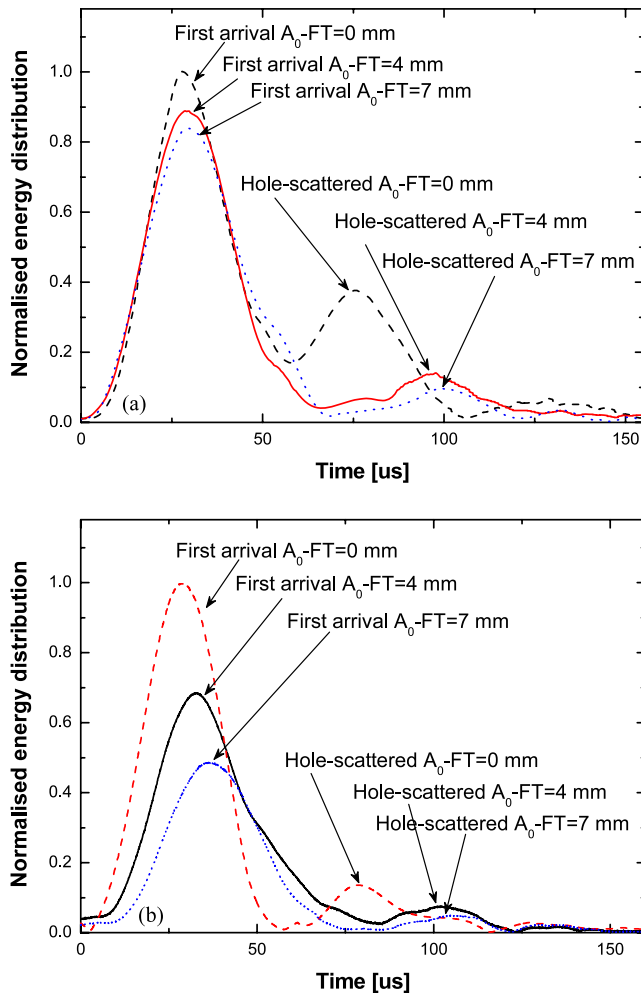 First arrival A0-FT=0 mm
First arrival A0-FT=4 mm
First arrival A0-FT=7 mm
Hole-scattered A0-FT=0 mm
Hole-scattered A0-FT=4 mm
Hole-scattered A0-FT=7 mm
Normalised energy distribution
1.0
0.8
0.6
0.4
0.2
0.0
(a)
0 50 100 150
Time [us]
First arrival A0-FT=0 mm
First arrival A0-FT=4 mm
First arrival A0-FT=7 mm
Hole-scattered A0-FT=0 mm
Hole-scattered A0-FT=4 mm
Hole-scattered A0-FT=7 mm
Normalised energy distribution
1.0
0.8
0.6
0.4
0.2
0.0
(b)
0 50 100 150
Time [us]